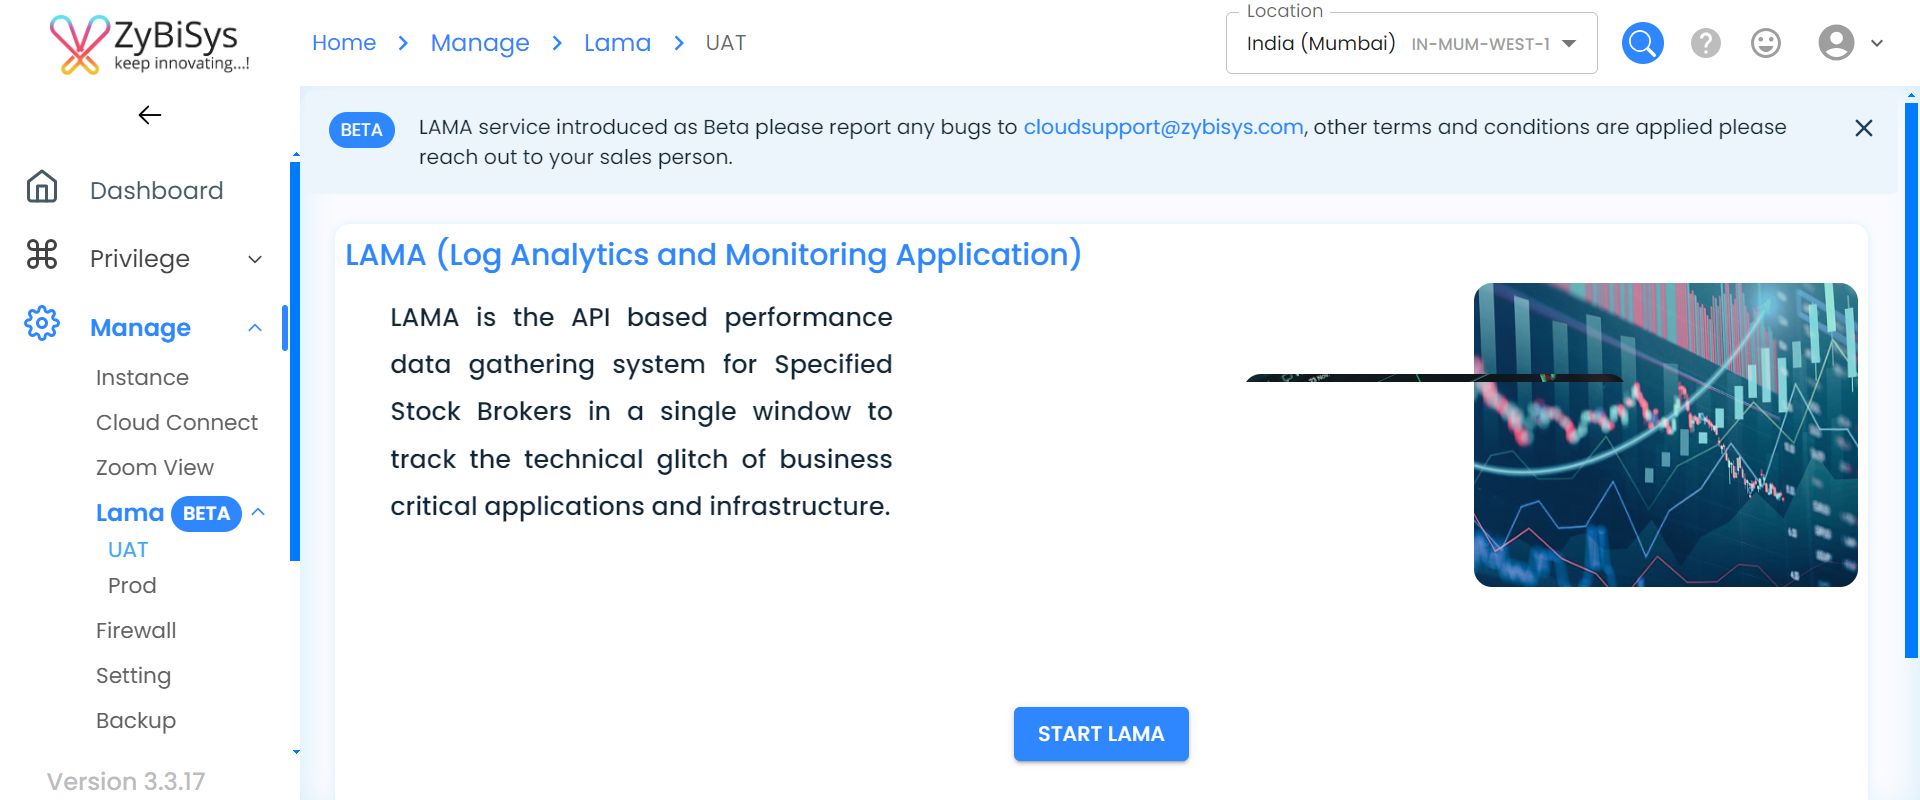 ZyBiSys
keep innovating...!
Home > Manage > Lama > UAT
Location
India (Mumbai) IN-MUM-WEST-1
?
BETA
LAMA service introduced as Beta please report any bugs to cloudsupport@zybisys.com, other terms and conditions are applied please
reach out to your sales person.
Dashboard
Privilege
Manage
Instance
Cloud Connect
Zoom View
Lama BETA
UAT
Prod
Firewall
Setting
Backup
Version 3.3.17
LAMA (Log Analytics and Monitoring Application)
LAMA is the API based performance
data gathering system for Specified
Stock Brokers in a single window to
track the technical glitch of business
critical applications and infrastructure.
START LAMA